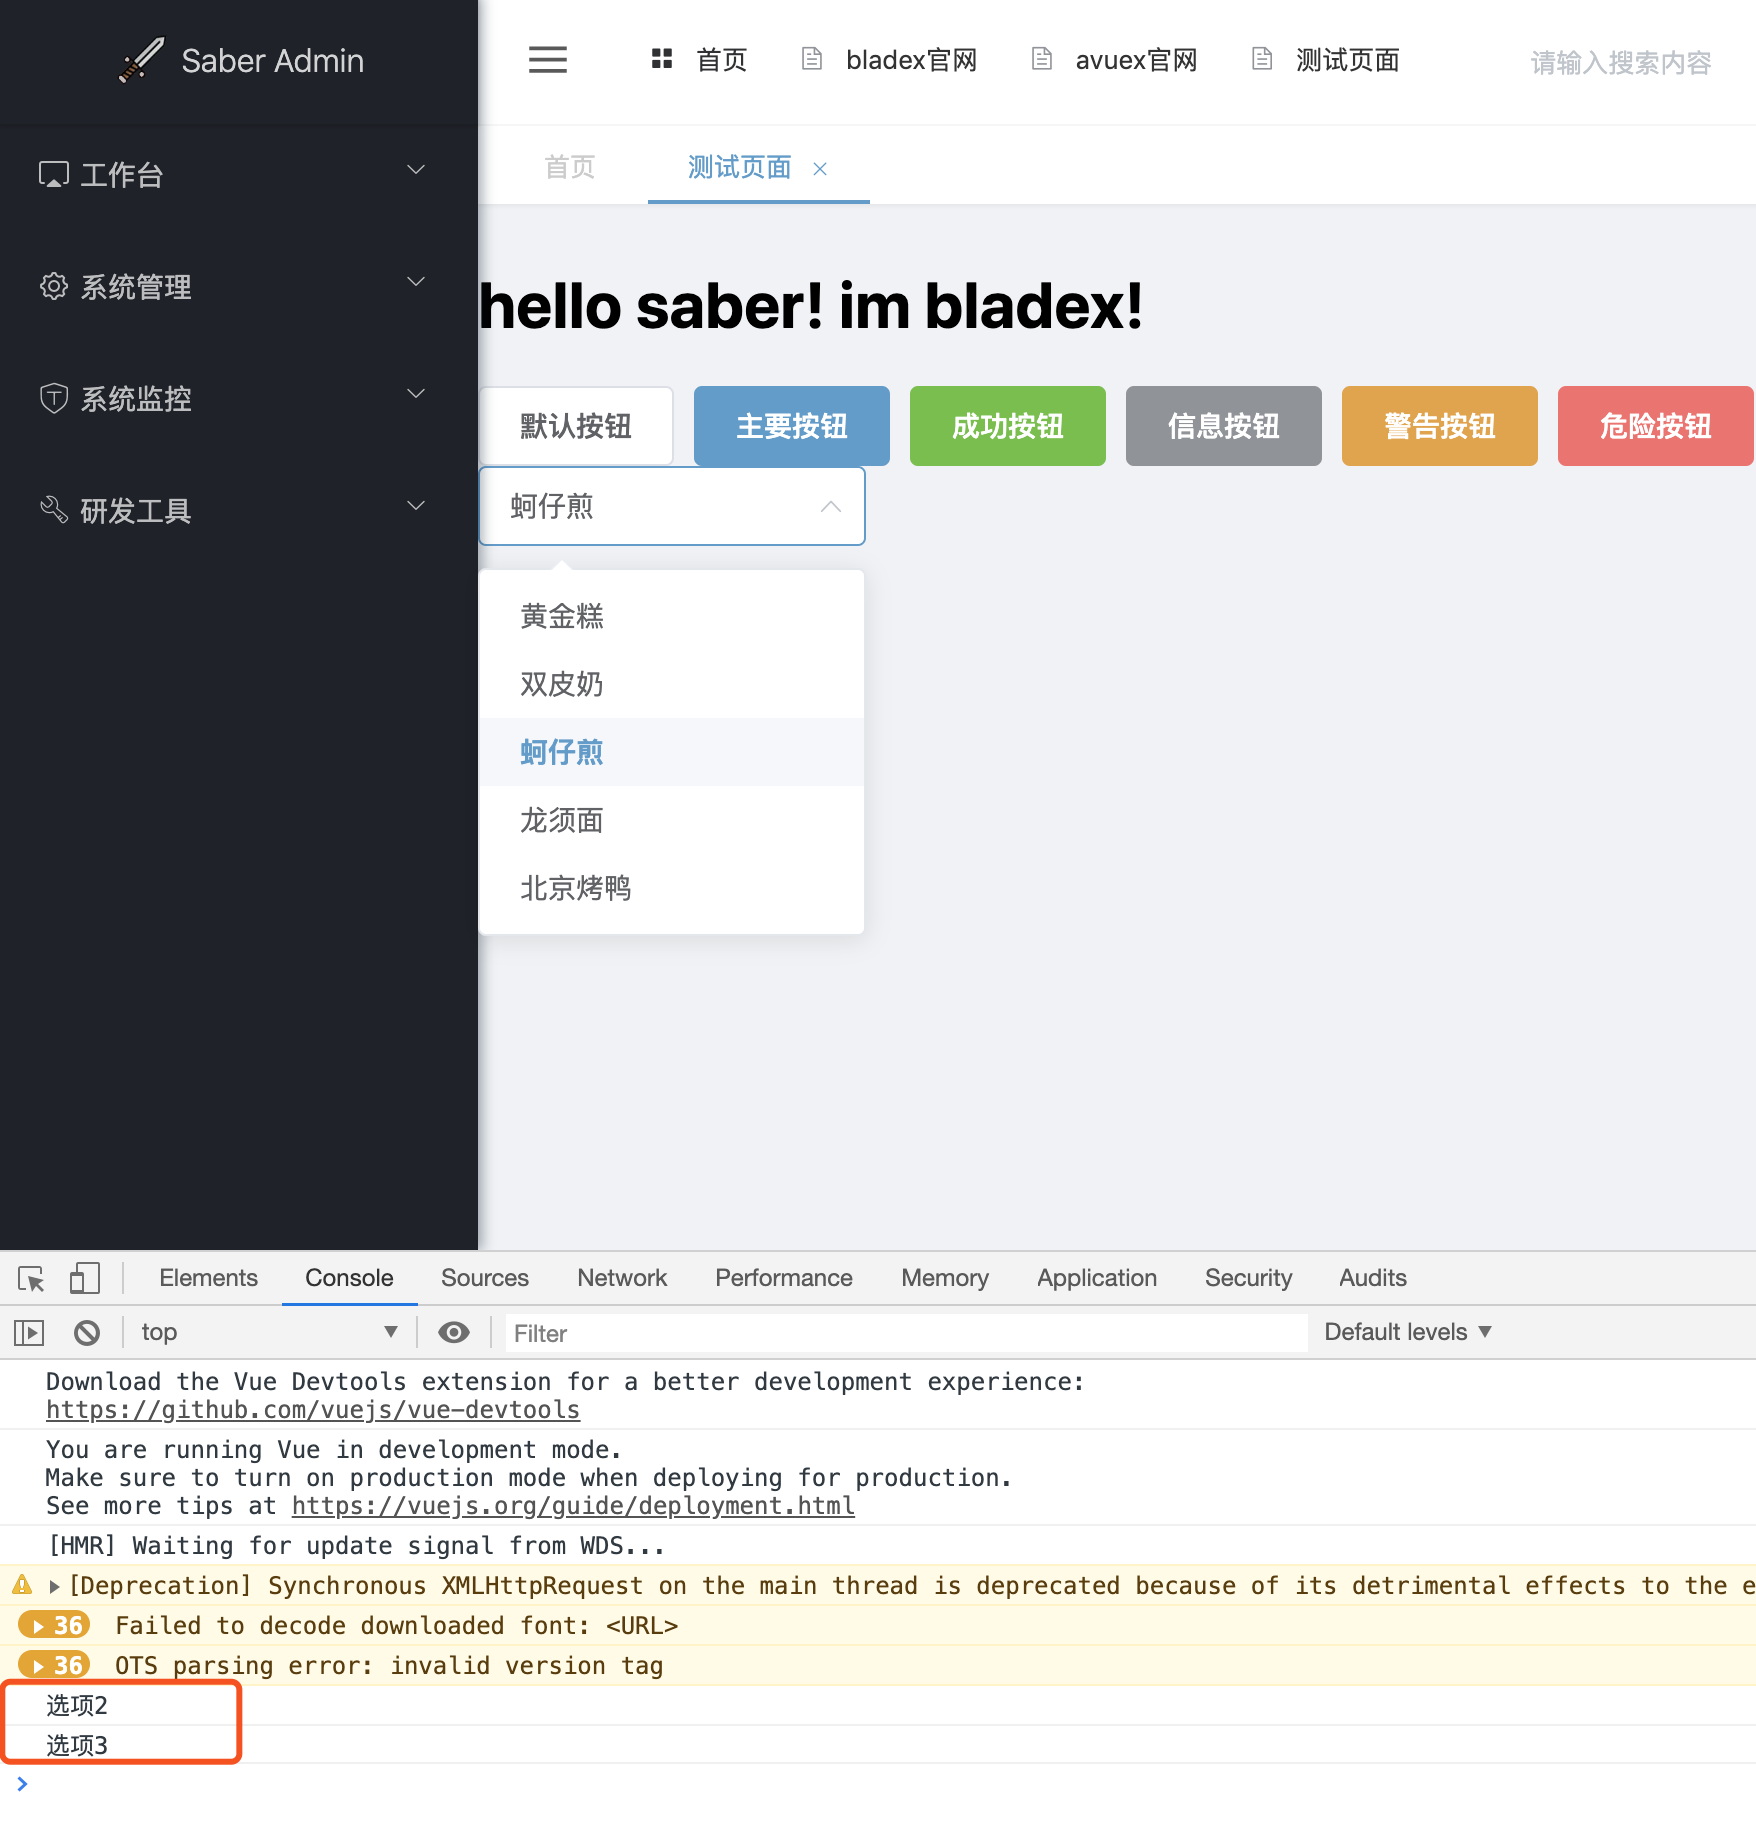 Saber Admin
首页
bladex官网
avuex官网
测试页面
请输入搜索内容
工作台
系统管理
系统监控
研发工具
首页
测试页面
hello saber! im bladex!
默认按钮
主要按钮
成功按钮
信息按钮
警告按钮
危险按钮
蚵仔煎
黄金糕
双皮奶
蚵仔煎
龙须面
北京烤鸭
Elements
Console
Sources
Network
Performance
Memory
Application
Security
Audits
top
Filter
Default levels
Download the Vue Devtools extension for a better development experience:
https://github.com/vuejs/vue-devtools
You are running Vue in development mode.
Make sure to turn on production mode when deploying for production.
See more tips at https://vuejs.org/guide/deployment.html
[HMR] Waiting for update signal from WDS...
[Deprecation] Synchronous XMLHttpRequest on the main thread is deprecated because of its detrimental effects to the e
36 Failed to decode downloaded font: <URL>
36 OTS parsing error: invalid version tag
选项2
选项3